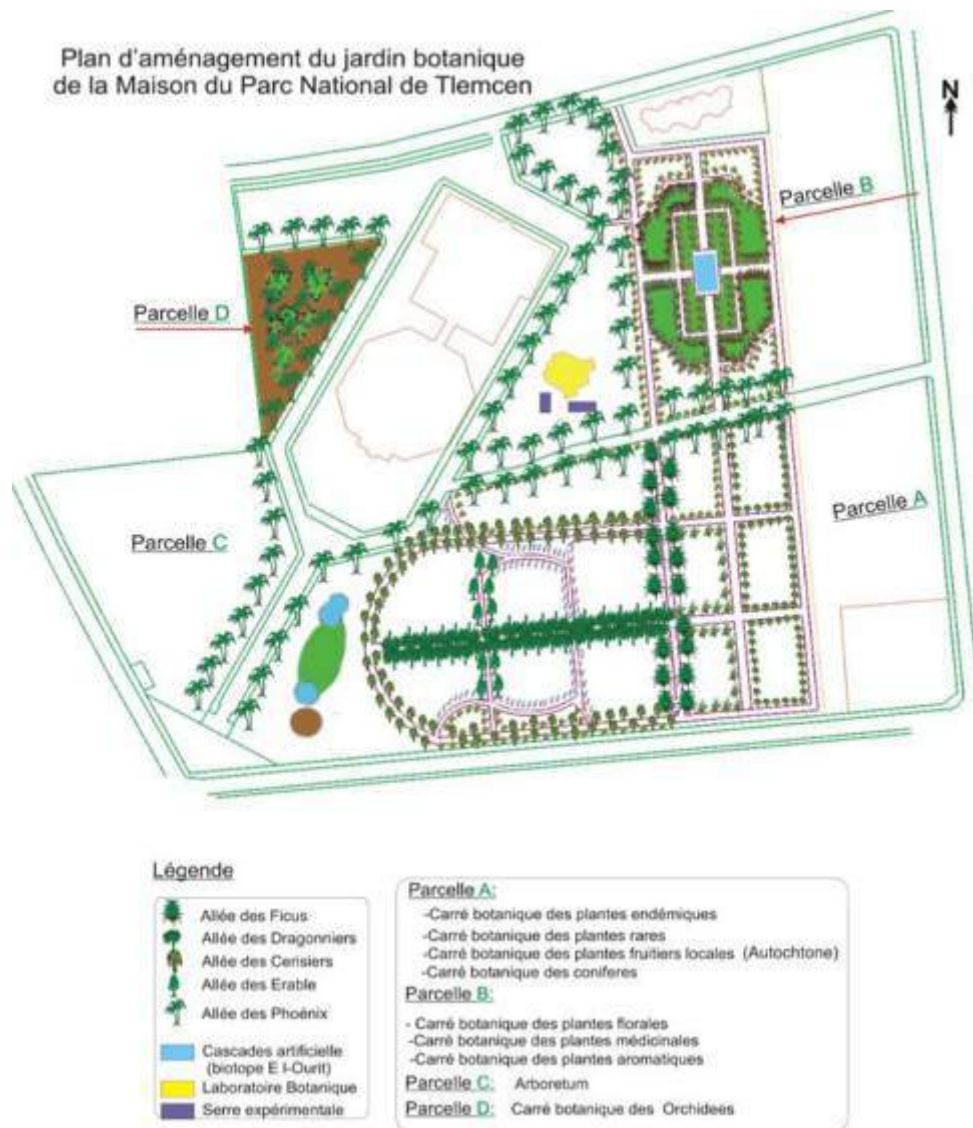 Plan d'aménagement du jardin botanique
de la Maison du Parc National de Tlemcen
N
Parcelle B
Parcelle D
Parcelle A
Parcelle C
Légende
Allée des Ficus
Allée des Dragonniers
Allée des Cerisiers
Allée des Erable
Allée des Phoénix
Cascades artificielle
(biotope E l-Ourit)
Laboratoire Botanique
Serre expérimentale
Parcelle A:
-Carré botanique des plantes endémiques
-Carré botanique des plantes rares
-Carré botanique des plantes fruitiers locales (Autochtone)
-Carré botanique des coniferes
Parcelle B:
- Carré botanique des plantes florales
-Carré botanique des plantes médicinales
-Carré botanique des plantes aromatiques
Parcelle C: Arboretum
Parcelle D: Carré botanique des Orchidees